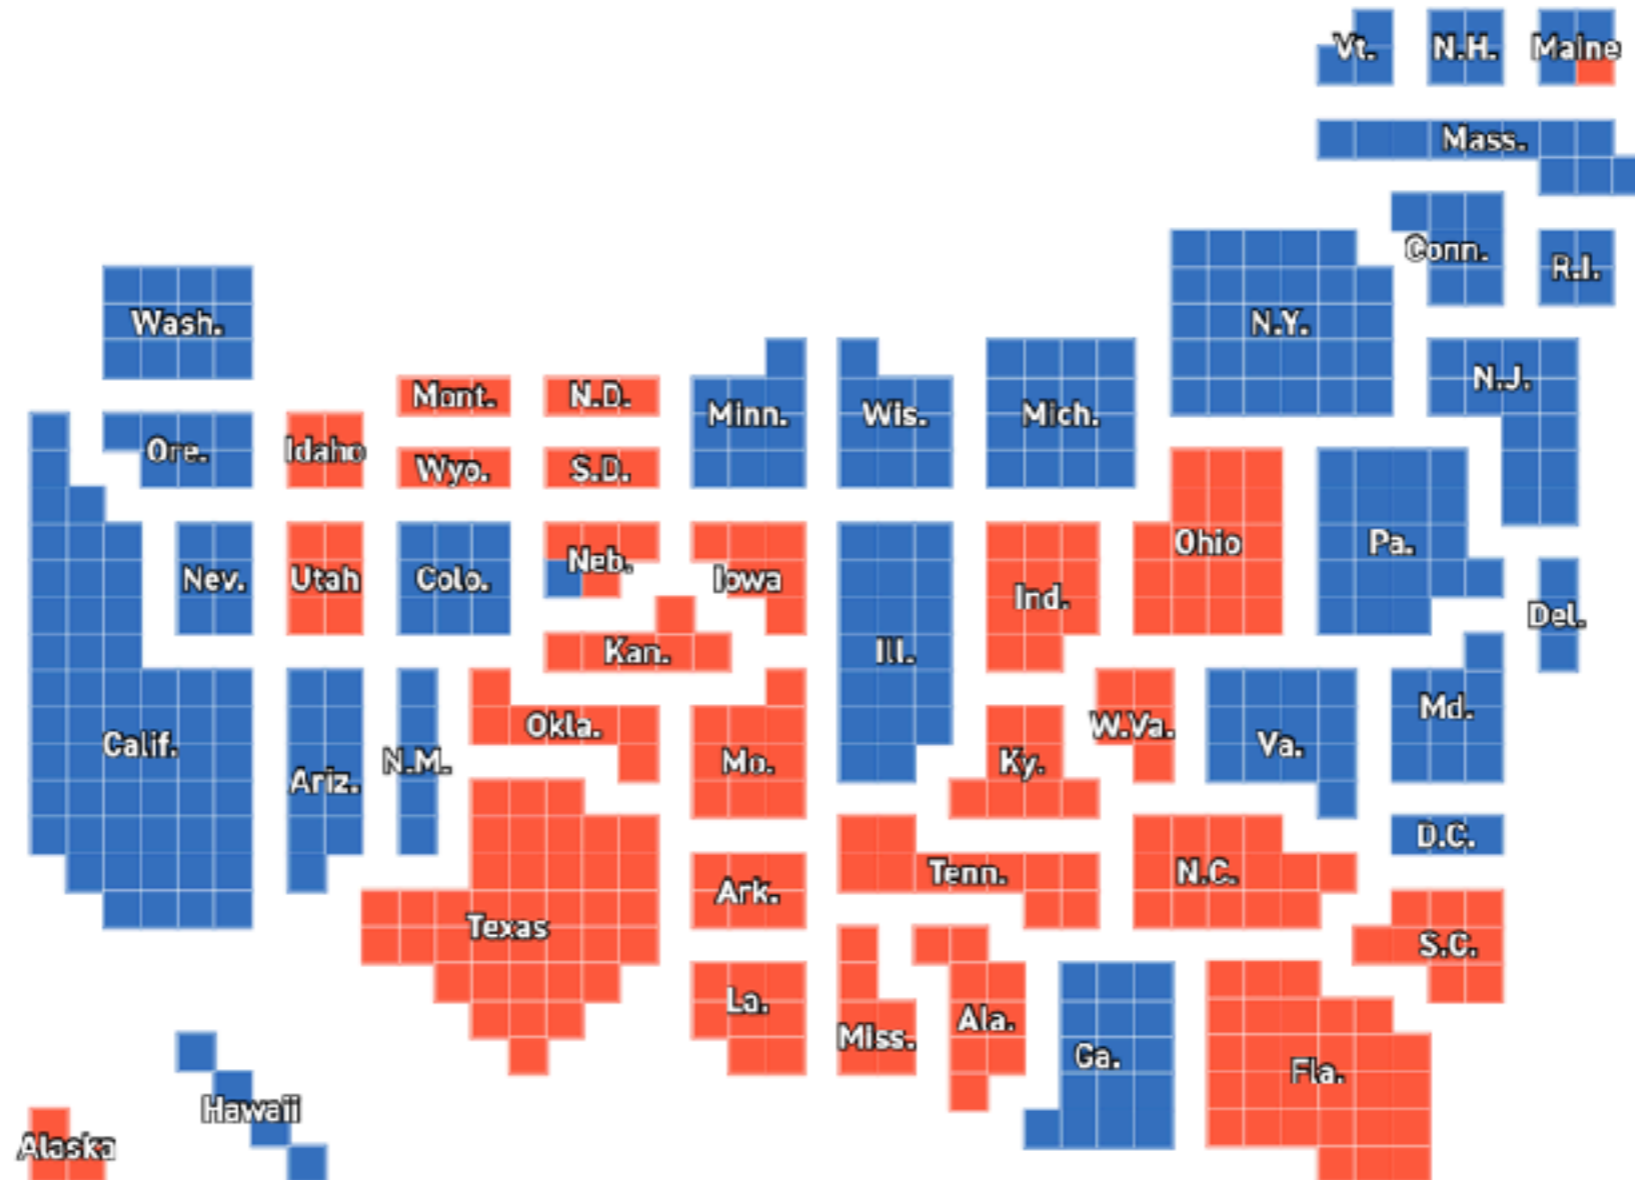 Vt.
N.H.
Maine
Mass.
Conn.
R.I.
Wash.
N.Y.
N.J.
Mont.
N.D.
Minn.
Wis.
Mich.
Ore.
Idaho
Wyo.
S.D.
Ohio
Pa.
Nev.
Utah
Colo.
Neb.
Iowa
Ind.
Del.
Kan.
Ill.
Calif.
Ariz.
N.M.
Okla.
Mo.
Ky.
W.Va.
Va.
Md.
D.C.
Texas
Ark.
Tenn.
N.C.
S.C.
La.
Miss.
Ala.
Ga.
Fla.
Hawaii
Alaska